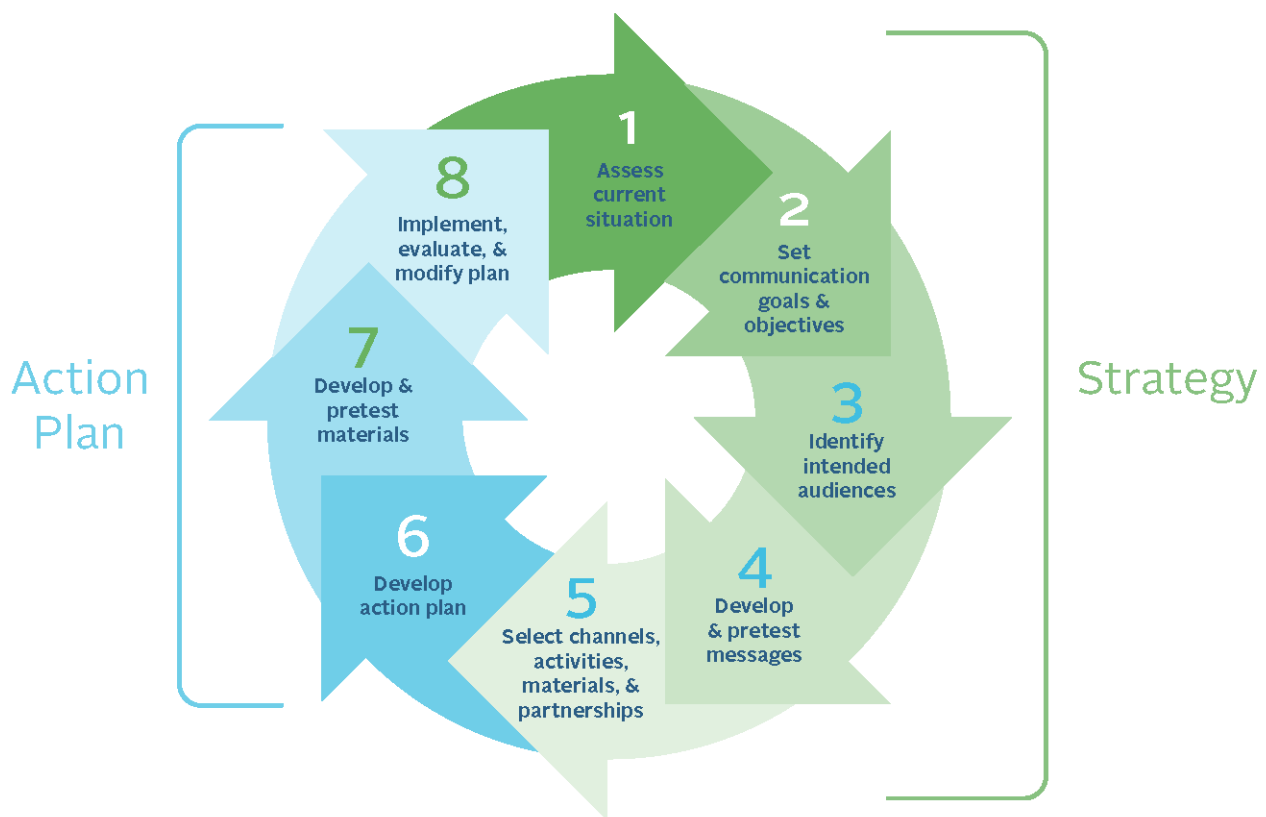 1
Assess
current
situation
2
Set
communication
goals &
objectives
3
Identify
intended
audiences
4
Develop
& pretest
messages
5
Select channels,
activities,
materials, &
partnerships
6
Develop
action plan
7
Develop &
pretest
materials
8
Implement,
evaluate, &
modify plan
Action
Plan
Strategy